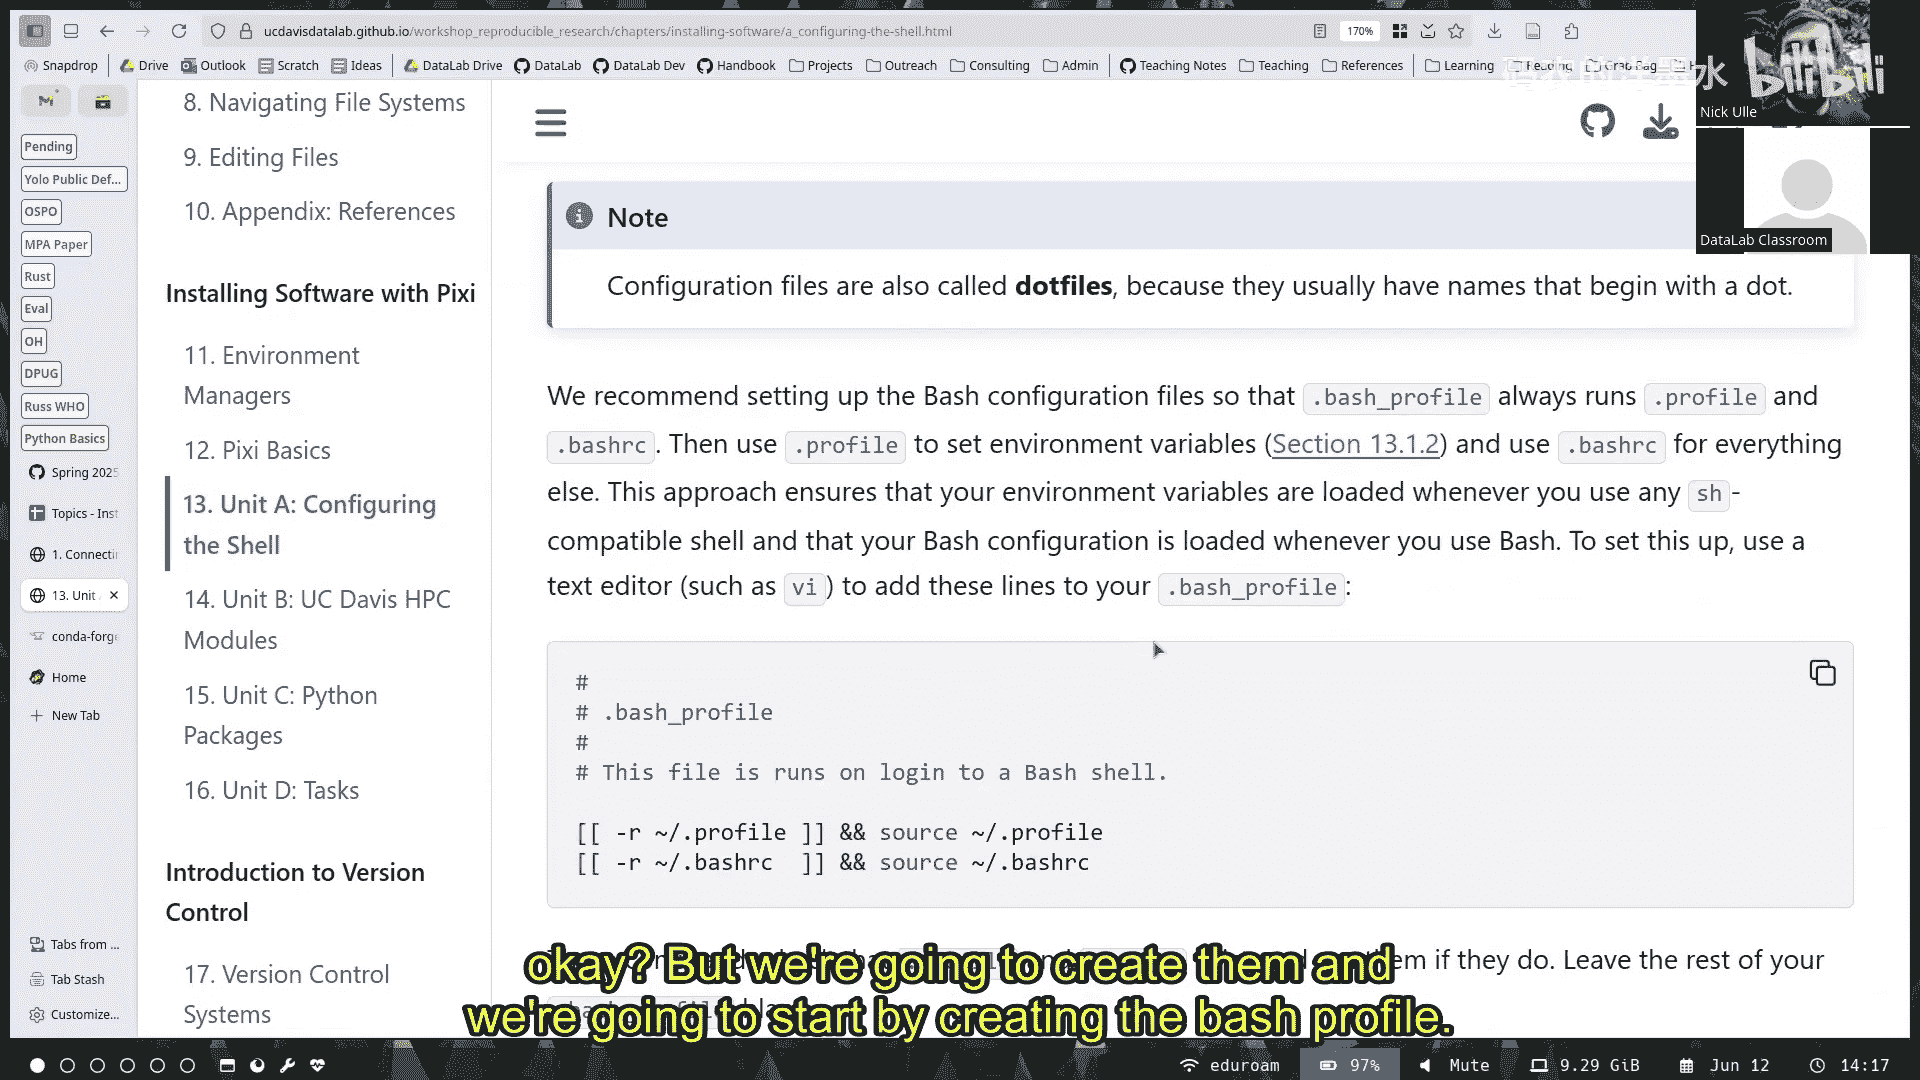 ucdavisdatalab.github.io/workshop_reproducible_research/chapters/installing-software/a_configuring-the-shell.html
170%
Snapdrop
Drive
Outlook
Scratch
Ideas
DataLab Drive
DataLab
DataLab Dev
Handbook
Projects
Outreach
Consulting
Admin
Teaching Notes
Teaching
References
Learning
Reading
Grab Bag
bilibili
Nick Ulle
DataLab Classroom
Pending
Yolo Public Def...
OSPO
MPA Paper
Rust
Eval
OH
DPUG
Russ WHO
Python Basics
Spring 2025
Topics - Inst
1. Connecti
13. Unit
conda-forge
Home
New Tab
Tabs from ...
Tab Stash
Customize...
8. Navigating File Systems
9. Editing Files
10. Appendix: References
Installing Software with Pixi
11. Environment
Managers
12. Pixi Basics
13. Unit A: Configuring
the Shell
14. Unit B: UC Davis HPC
Modules
15. Unit C: Python
Packages
16. Unit D: Tasks
Introduction to Version
Control
17. Version Control
Systems
Note
Configuration files are also called dotfiles, because they usually have names that begin with a dot.
We recommend setting up the Bash configuration files so that .bash_profile always runs .profile and
.bashrc. Then use .profile to set environment variables (Section 13.1.2) and use .bashrc for everything
else. This approach ensures that your environment variables are loaded whenever you use any sh-
compatible shell and that your Bash configuration is loaded whenever you use Bash. To set this up, use a
text editor (such as vi) to add these lines to your .bash_profile:
#
# .bash_profile
#
# This file is runs on login to a Bash shell.
[[ -r ~/.profile ]] && source ~/.profile
[[ -r ~/.bashrc  ]] && source ~/.bashrc
if they do. Leave the rest of your
okay? But we're going to create them and
we're going to start by creating the bash profile.
eduroam
97%
Mute
9.29 GiB
Jun 12
14:17